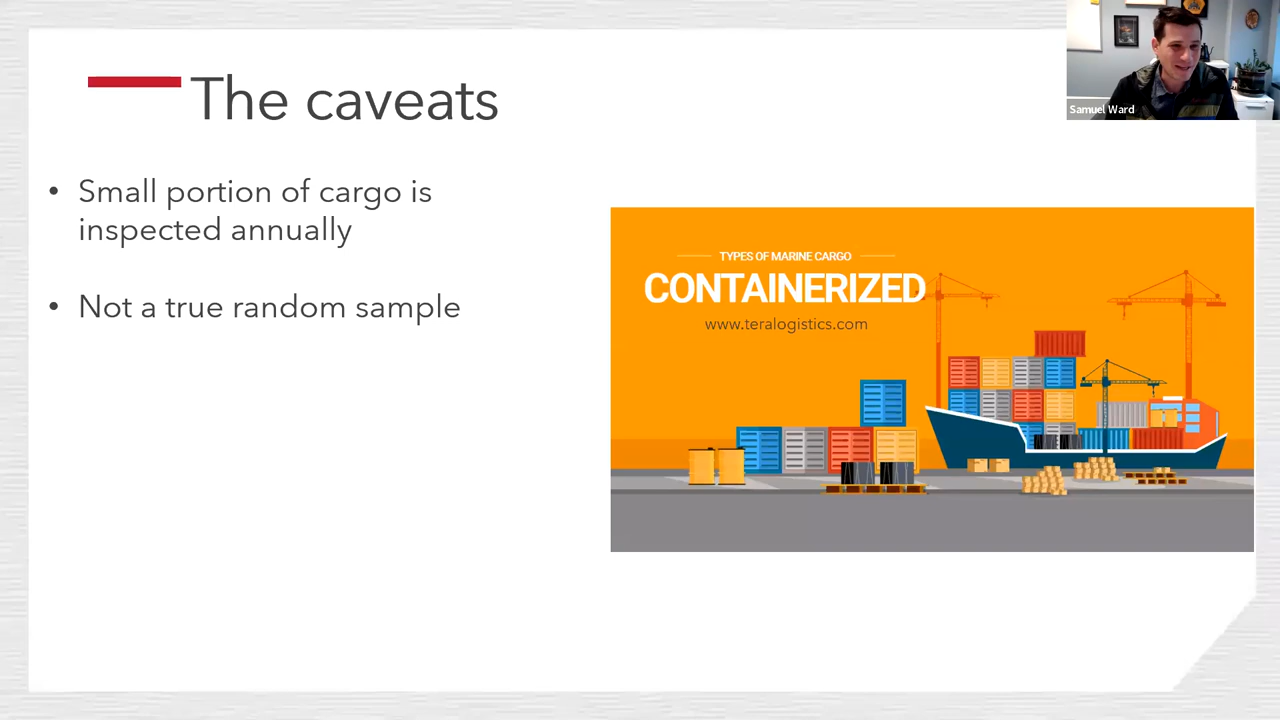 The caveats
• Small portion of cargo is
inspected annually
• Not a true random sample
TYPES OF MARINE CARGO
CONTAINERIZED
www.teralogistics.com
Samuel Ward